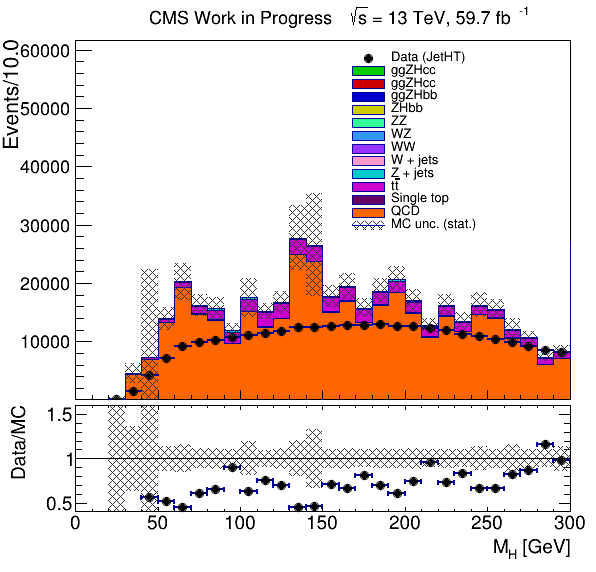 CMS Work in Progress √s = 13 TeV, 59.7 fb⁻¹
Events/10.0
60000
50000
40000
30000
20000
10000
Data (JetHT)
ggZHcc
ggZHcc
ggZHbb
ZHbb
ZZ
WZ
WW
W + jets
Z + jets
tt̄
Single top
QCD
MC unc. (stat.)
Data/MC
1.5
1
0.5
0 50 100 150 200 250 300
M_H [GeV]